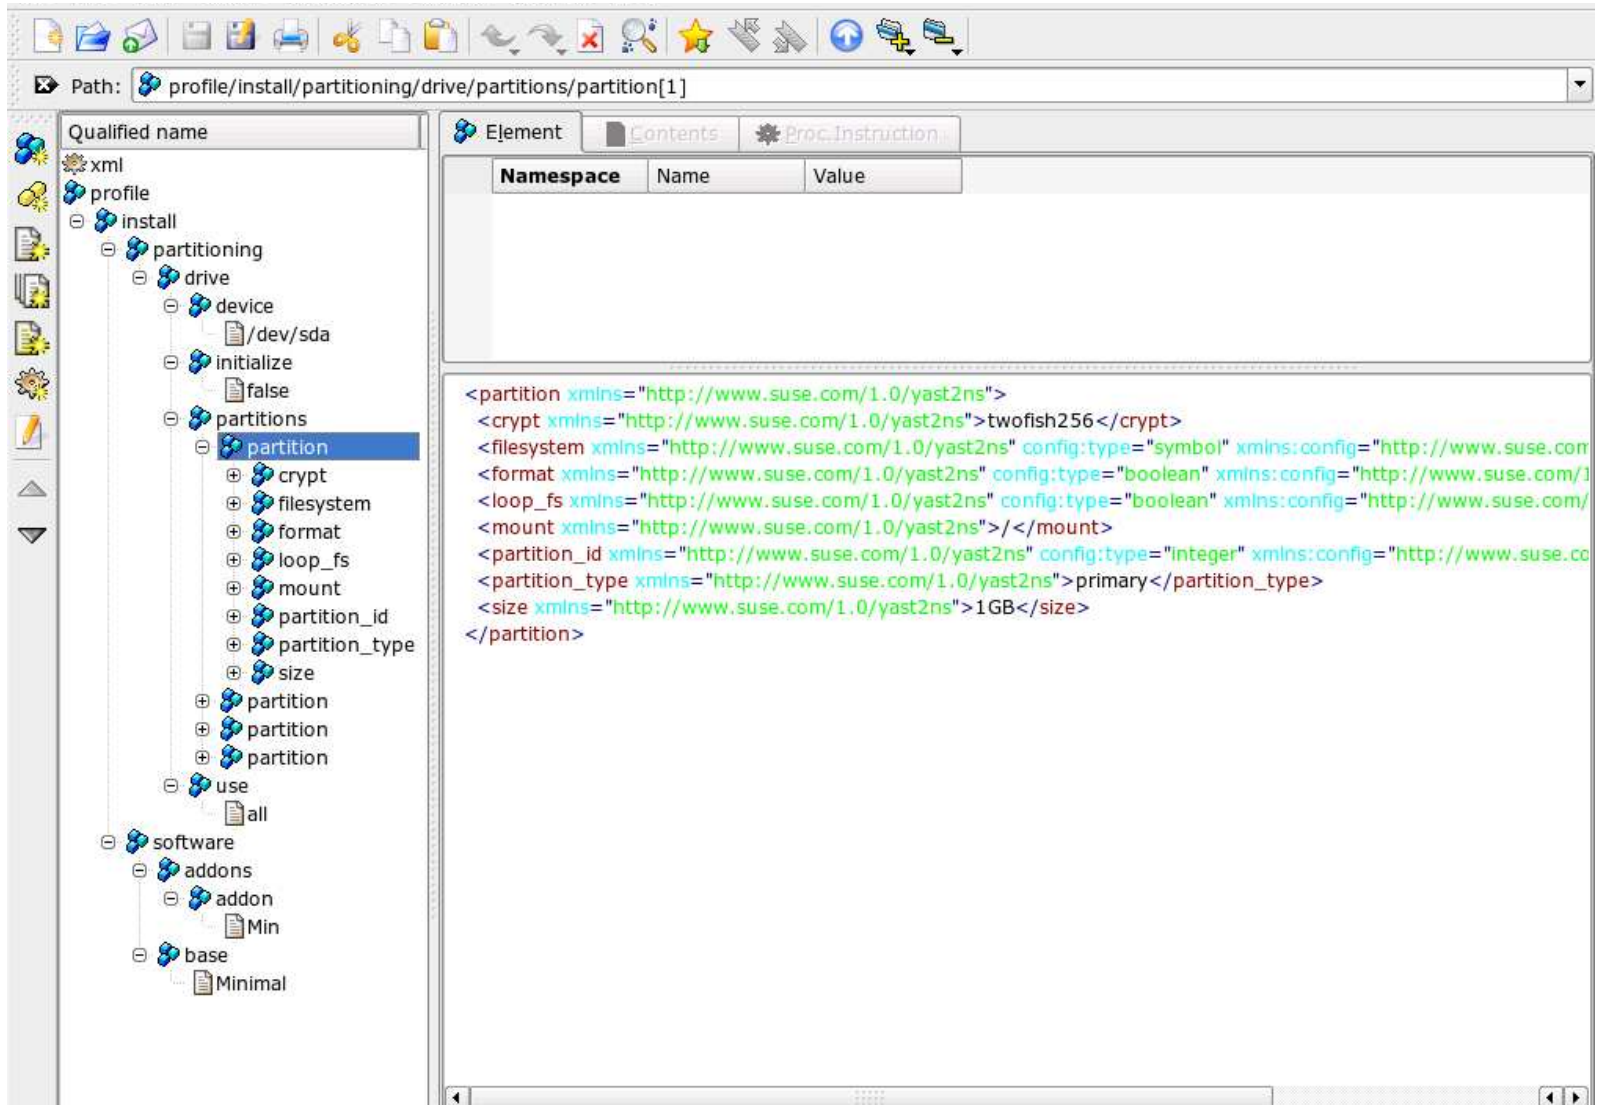 Path: profile/install/partitioning/drive/partitions/partition[1]
Qualified name
xml
profile
install
partitioning
drive
device
/dev/sda
initialize
false
partitions
partition
crypt
filesystem
format
loop_fs
mount
partition_id
partition_type
size
partition
partition
partition
use
all
software
addons
addon
Min
base
Minimal
Element Contents Proc.Instruction
Namespace Name Value
<partition xmlns="http://www.suse.com/1.0/yast2ns">
<crypt xmlns="http://www.suse.com/1.0/yast2ns">twofish256</crypt>
<filesystem xmlns="http://www.suse.com/1.0/yast2ns" config:type="symbol" xmlns:config="http://www.suse.com
<format xmlns="http://www.suse.com/1.0/yast2ns" config:type="boolean" xmlns:config="http://www.suse.com/1
<loop_fs xmlns="http://www.suse.com/1.0/yast2ns" config:type="boolean" xmlns:config="http://www.suse.com/
<mount xmlns="http://www.suse.com/1.0/yast2ns">/</mount>
<partition_id xmlns="http://www.suse.com/1.0/yast2ns" config:type="integer" xmlns:config="http://www.suse.co
<partition_type xmlns="http://www.suse.com/1.0/yast2ns">primary</partition_type>
<size xmlns="http://www.suse.com/1.0/yast2ns">1GB</size>
</partition>